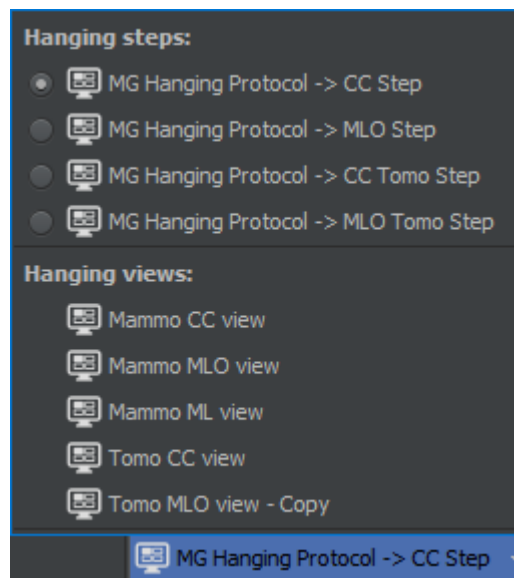 Hanging steps:
MG Hanging Protocol -> CC Step
MG Hanging Protocol -> MLO Step
MG Hanging Protocol -> CC Tomo Step
MG Hanging Protocol -> MLO Tomo Step
Hanging views:
Mammo CC view
Mammo MLO view
Mammo ML view
Tomo CC view
Tomo MLO view - Copy
MG Hanging Protocol -> CC Step